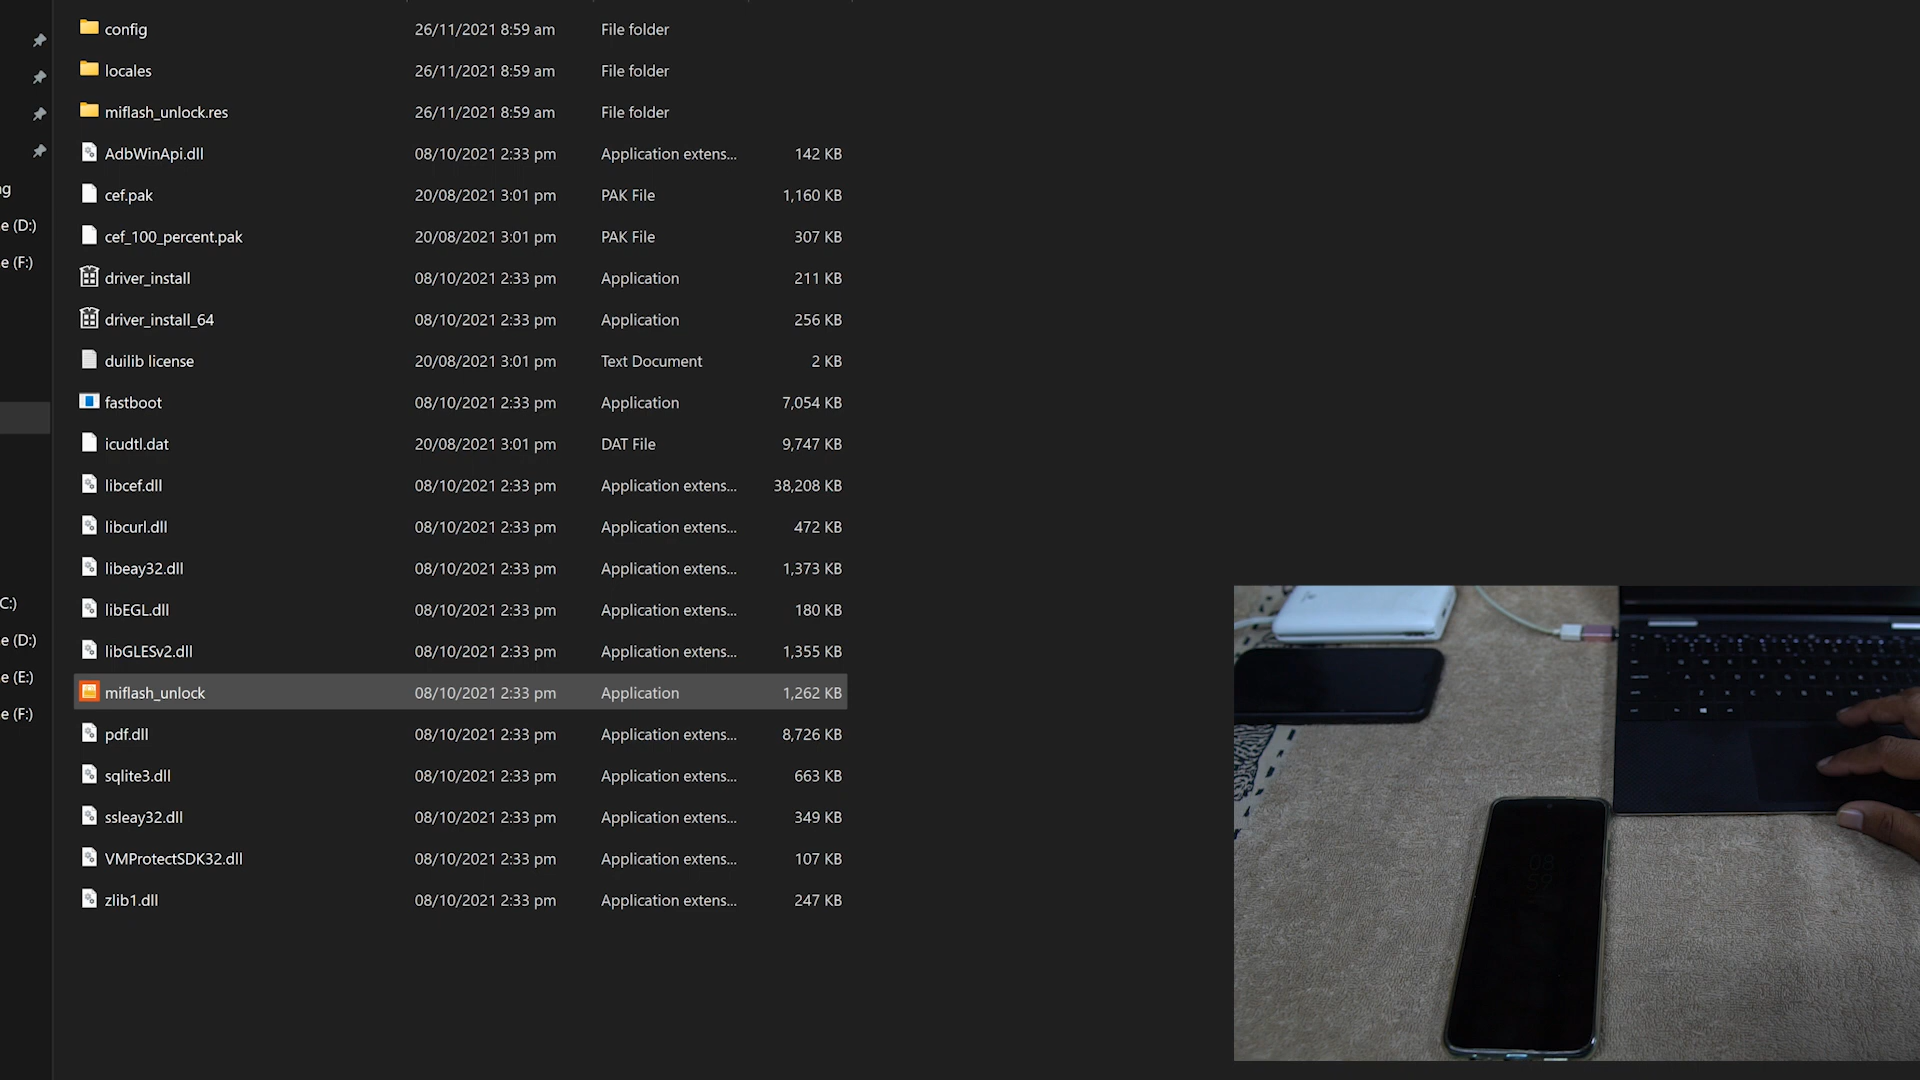 config 26/11/2021 8:59 am File folder
locales 26/11/2021 8:59 am File folder
miflash_unlock.res 26/11/2021 8:59 am File folder
AdbWinApi.dll 08/10/2021 2:33 pm Application extens... 142 KB
cef.pak 20/08/2021 3:01 pm PAK File 1,160 KB
ng
e (D:) cef_100_percent.pak 20/08/2021 3:01 pm PAK File 307 KB
e (F:) driver_install 08/10/2021 2:33 pm Application 211 KB
driver_install_64 08/10/2021 2:33 pm Application 256 KB
duilib license 20/08/2021 3:01 pm Text Document 2 KB
fastboot 08/10/2021 2:33 pm Application 7,054 KB
icudtl.dat 20/08/2021 3:01 pm DAT File 9,747 KB
libcef.dll 08/10/2021 2:33 pm Application extens... 38,208 KB
libcurl.dll 08/10/2021 2:33 pm Application extens... 472 KB
libeay32.dll 08/10/2021 2:33 pm Application extens... 1,373 KB
C:) libEGL.dll 08/10/2021 2:33 pm Application extens... 180 KB
e (D:) libGLESv2.dll 08/10/2021 2:33 pm Application extens... 1,355 KB
e (E:) miflash_unlock 08/10/2021 2:33 pm Application 1,262 KB
e (F:) pdf.dll 08/10/2021 2:33 pm Application extens... 8,726 KB
sqlite3.dll 08/10/2021 2:33 pm Application extens... 663 KB
ssleay32.dll 08/10/2021 2:33 pm Application extens... 349 KB
VMProtectSDK32.dll 08/10/2021 2:33 pm Application extens... 107 KB
zlib1.dll 08/10/2021 2:33 pm Application extens... 247 KB
08
59